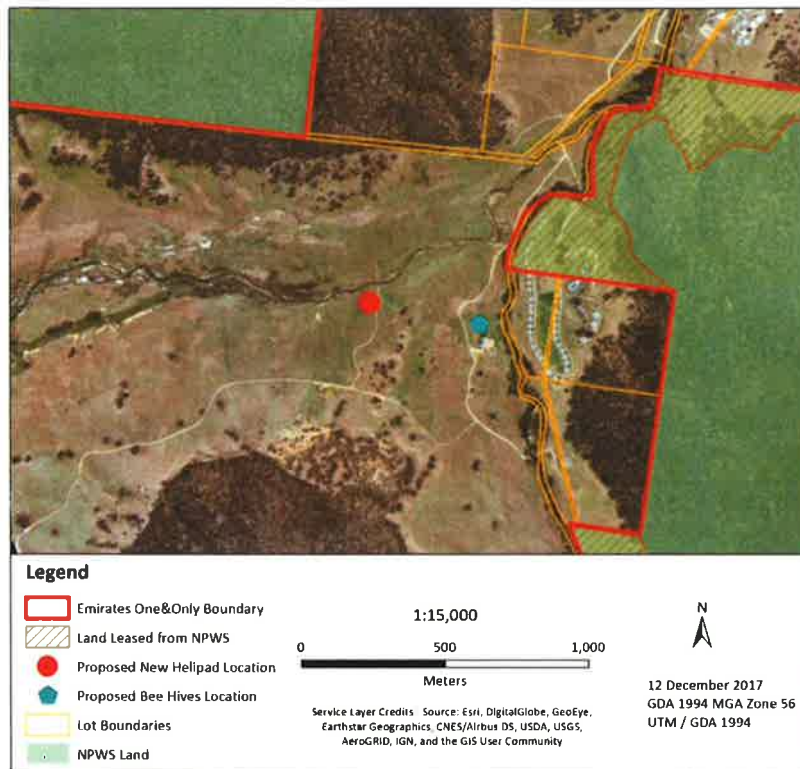 Legend
Emirates One&Only Boundary
Land Leased from NPWS
Proposed New Helipad Location
Proposed Bee Hives Location
Lot Boundaries
NPWS Land
1:15,000
0 500 1,000
Meters
Service Layer Credits Source: Esri, DigitalGlobe, GeoEye,
Earthstar Geographics, CNES/Airbus DS, USDA, USGS,
AeroGRID, IGN, and the GIS User Community
N
12 December 2017
GDA 1994 MGA Zone 56
UTM / GDA 1994